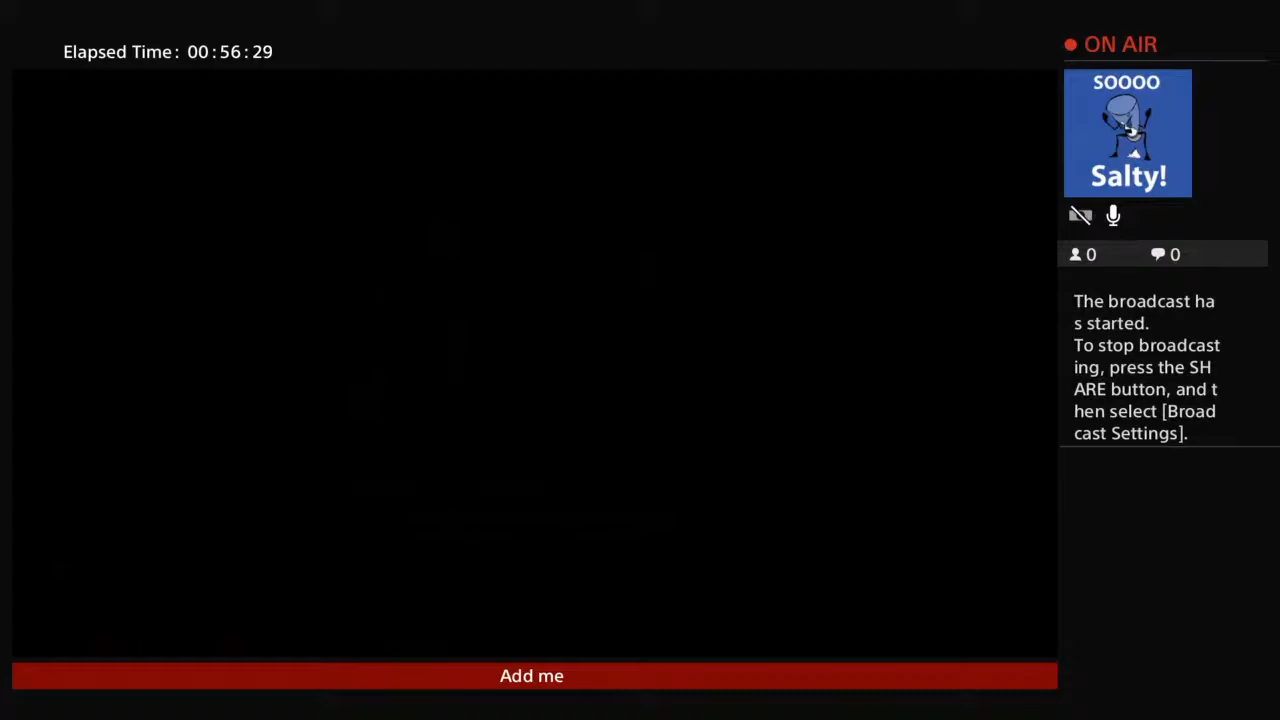 Elapsed Time: 00:56:29
ON AIR
SOOOO
Salty!
0
0
The broadcast ha
s started.
To stop broadcast
ing, press the SH
ARE button, and t
hen select [Broad
cast Settings].
Add me